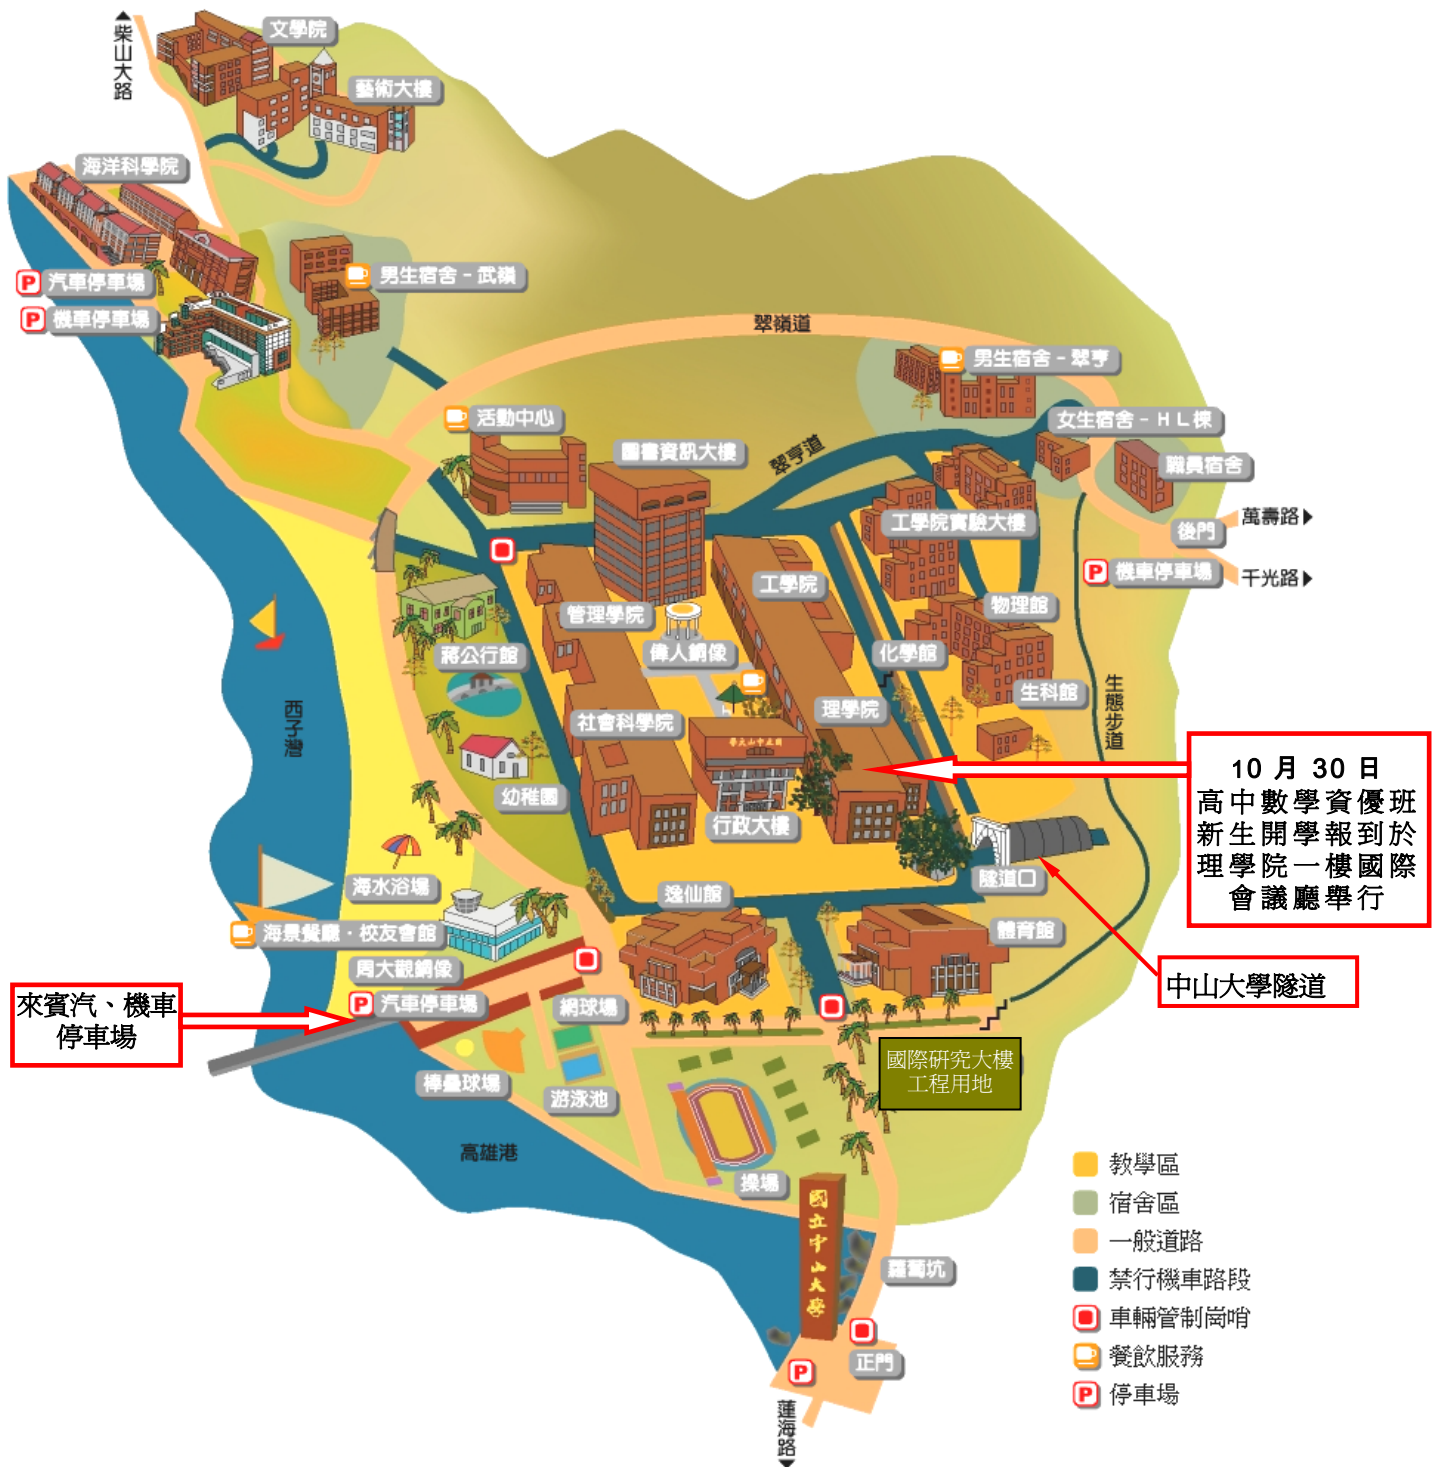 柴山大路
文學院
藝術大樓
海洋科學院
P 汽車停車場
P 機車停車場
男生宿舍－武嶺
翠嶺道
男生宿舍－翠亨
活動中心
女生宿舍－ＨＬ棟
圖書資訊大樓
翠亨道
職員宿舍
工學院實驗大樓
後門
萬壽路
P 機車停車場
千光路
工學院
管理學院
物理館
偉人銅像
化學館
蔣公行館
生科館
生態步道
西子灣
社會科學院
理學院
國立中山大學
幼稚園
行政大樓
10 月 30 日
高中數學資優班
新生開學報到於
理學院一樓國際
會議廳舉行
海水浴場
逸仙館
隧道口
海景餐廳・校友會館
體育館
周大觀銅像
中山大學隧道
P 汽車停車場
來賓汽、機車
停車場
網球場
國際研究大樓
工程用地
棒壘球場
游泳池
高雄港
操場
國立中山大學
蘿蔔坑
正門
P
蓮海路
教學區
宿舍區
一般道路
禁行機車路段
車輛管制崗哨
餐飲服務
P 停車場